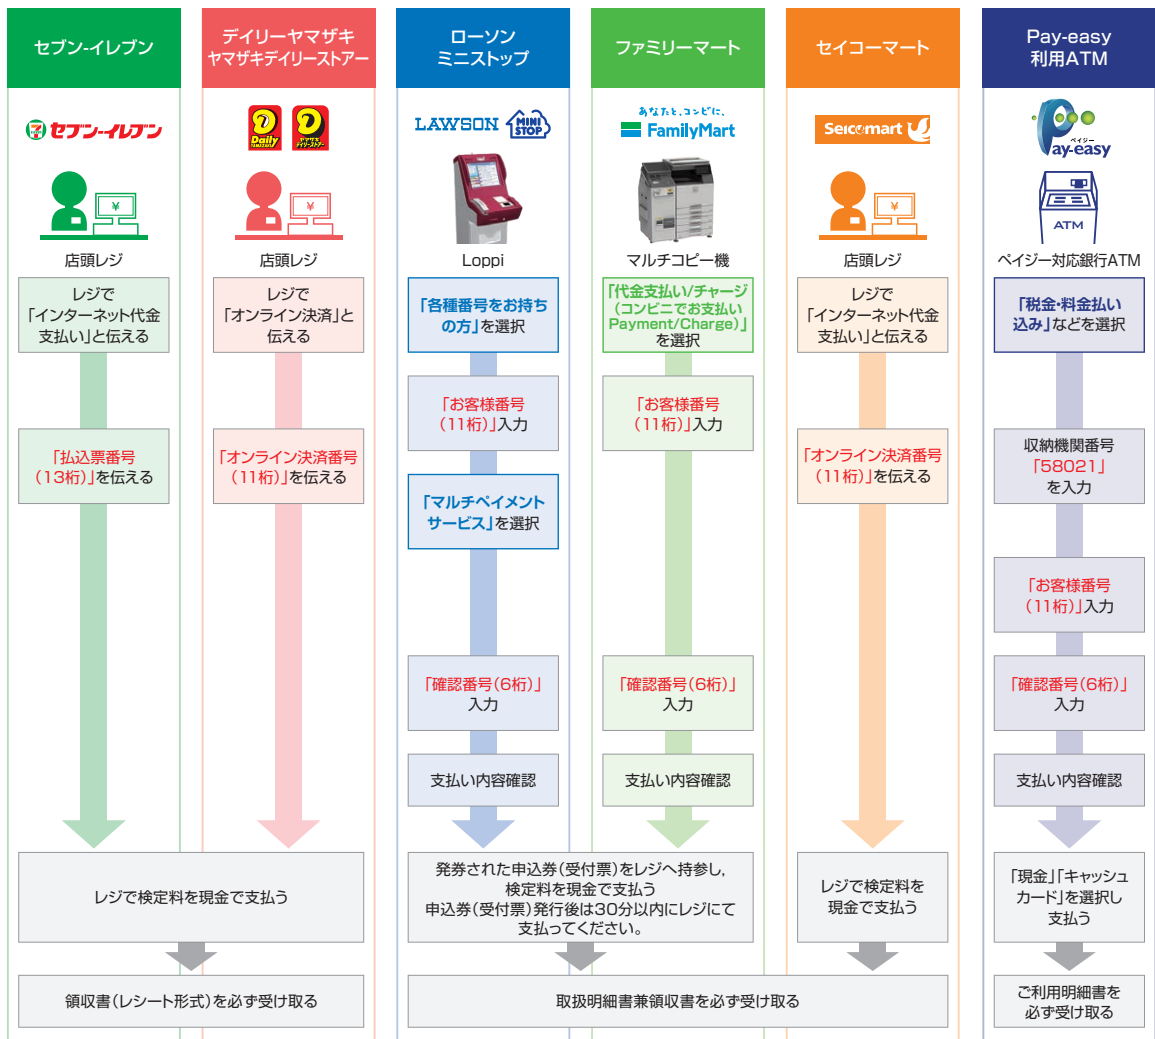 セブン-イレブン
デイリーヤマザキ
ヤマザキデイリーストアー
ローソン
ミニストップ
ファミリーマート
セイコーマート
Pay-easy
利用ATM
セブン-イレブン
Daily
ヤマザキ
デイリーストアー
LAWSON
MINI
STOP
あなたと、コンビに、
FamilyMart
Seicomart
ペイジー
Pay-easy
¥
¥
¥
ATM
店頭レジ
店頭レジ
Loppi
マルチコピー機
店頭レジ
ペイジー対応銀行ATM
レジで
「インターネット代金
支払い」と伝える
レジで
「オンライン決済」と
伝える
「各種番号をお持ち
の方」を選択
「代金支払い/チャージ
(コンビニでお支払い
Payment/Charge)」
を選択
レジで
「インターネット代金
支払い」と伝える
「税金・料金払い
込み」などを選択
「お客様番号
(11桁)」入力
「お客様番号
(11桁)」入力
「払込票番号
(13桁)」を伝える
「オンライン決済番号
(11桁)」を伝える
「マルチペイメント
サービス」を選択
「オンライン決済番号
(11桁)」を伝える
収納機関番号
「58021」
を入力
「お客様番号
(11桁)」入力
「確認番号(6桁)」
入力
「確認番号(6桁)」
入力
「確認番号(6桁)」
入力
支払い内容確認
支払い内容確認
支払い内容確認
レジで検定料を現金で支払う
発券された申込券(受付票)をレジへ持参し,
検定料を現金で支払う
申込券(受付票)発行後は30分以内にレジにて
支払ってください。
レジで検定料を
現金で支払う
「現金」「キャッシュ
カード」を選択し
支払う
領収書(レシート形式)を必ず受け取る
取扱明細書兼領収書を必ず受け取る
ご利用明細書を
必ず受け取る